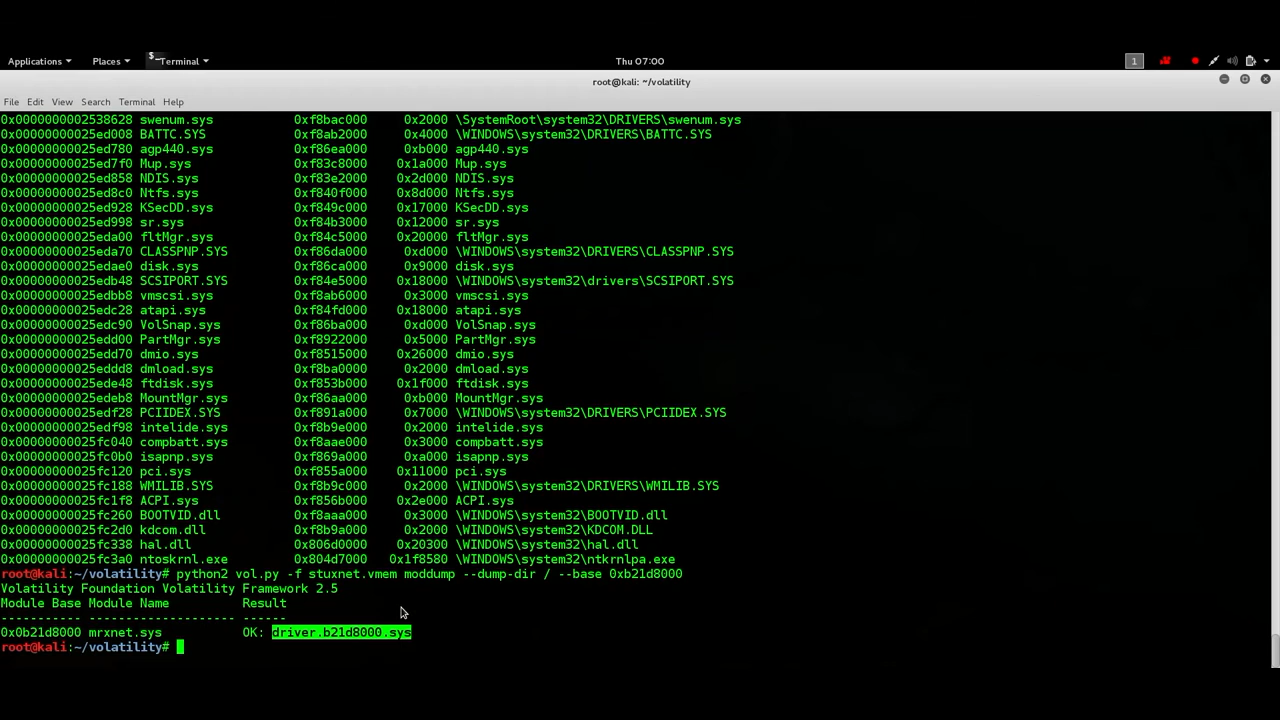 Applications Places Terminal Thu 07:00 1
root@kali: ~/volatility
File Edit View Search Terminal Help
0x0000000002538628 swenum.sys 0xf8bac000 0x2000 \SystemRoot\system32\DRIVERS\swenum.sys
0x00000000025ed008 BATTC.SYS 0xf8ab2000 0x4000 \WINDOWS\system32\DRIVERS\BATTC.SYS
0x00000000025ed780 agp440.sys 0xf86ea000 0xb000 agp440.sys
0x00000000025ed7f0 Mup.sys 0xf83c8000 0x1a000 Mup.sys
0x00000000025ed858 NDIS.sys 0xf83e2000 0x2d000 NDIS.sys
0x00000000025ed8c0 Ntfs.sys 0xf840f000 0x8d000 Ntfs.sys
0x00000000025ed928 KSecDD.sys 0xf849c000 0x17000 KSecDD.sys
0x00000000025ed998 sr.sys 0xf84b3000 0x12000 sr.sys
0x00000000025eda00 fltMgr.sys 0xf84c5000 0x20000 fltMgr.sys
0x00000000025eda70 CLASSPNP.SYS 0xf86da000 0xd000 \WINDOWS\system32\DRIVERS\CLASSPNP.SYS
0x00000000025edae0 disk.sys 0xf86ca000 0x9000 disk.sys
0x00000000025edb48 SCSIPORT.SYS 0xf84e5000 0x18000 \WINDOWS\system32\drivers\SCSIPORT.SYS
0x00000000025edbb8 vmscsi.sys 0xf8ab6000 0x3000 vmscsi.sys
0x00000000025edc28 atapi.sys 0xf84fd000 0x18000 atapi.sys
0x00000000025edc90 VolSnap.sys 0xf86ba000 0xd000 VolSnap.sys
0x00000000025edd00 PartMgr.sys 0xf8922000 0x5000 PartMgr.sys
0x00000000025edd70 dmio.sys 0xf8515000 0x26000 dmio.sys
0x00000000025eddd8 dmload.sys 0xf8ba0000 0x2000 dmload.sys
0x00000000025ede48 ftdisk.sys 0xf853b000 0x1f000 ftdisk.sys
0x00000000025edeb8 MountMgr.sys 0xf86aa000 0xb000 MountMgr.sys
0x00000000025edf28 PCIIDEX.SYS 0xf891a000 0x7000 \WINDOWS\system32\DRIVERS\PCIIDEX.SYS
0x00000000025edf98 intelide.sys 0xf8b9e000 0x2000 intelide.sys
0x00000000025fc040 compbatt.sys 0xf8aae000 0x3000 compbatt.sys
0x00000000025fc0b0 isapnp.sys 0xf869a000 0xa000 isapnp.sys
0x00000000025fc120 pci.sys 0xf855a000 0x11000 pci.sys
0x00000000025fc188 WMILIB.SYS 0xf8b9c000 0x2000 \WINDOWS\system32\DRIVERS\WMILIB.SYS
0x00000000025fc1f8 ACPI.sys 0xf856b000 0x2e000 ACPI.sys
0x00000000025fc260 BOOTVID.dll 0xf8aaa000 0x3000 \WINDOWS\system32\BOOTVID.dll
0x00000000025fc2d0 kdcom.dll 0xf8b9a000 0x2000 \WINDOWS\system32\KDCOM.DLL
0x00000000025fc338 hal.dll 0x806d0000 0x20300 \WINDOWS\system32\hal.dll
0x00000000025fc3a0 ntoskrnl.exe 0x804d7000 0x1f8580 \WINDOWS\system32\ntkrnlpa.exe
root@kali:~/volatility# python2 vol.py -f stuxnet.vmem moddump --dump-dir / --base 0xb21d8000
Volatility Foundation Volatility Framework 2.5
Module Base Module Name Result
----------- -------------------- ------
0x0b21d8000 mrxnet.sys OK: driver.b21d8000.sys
root@kali:~/volatility#